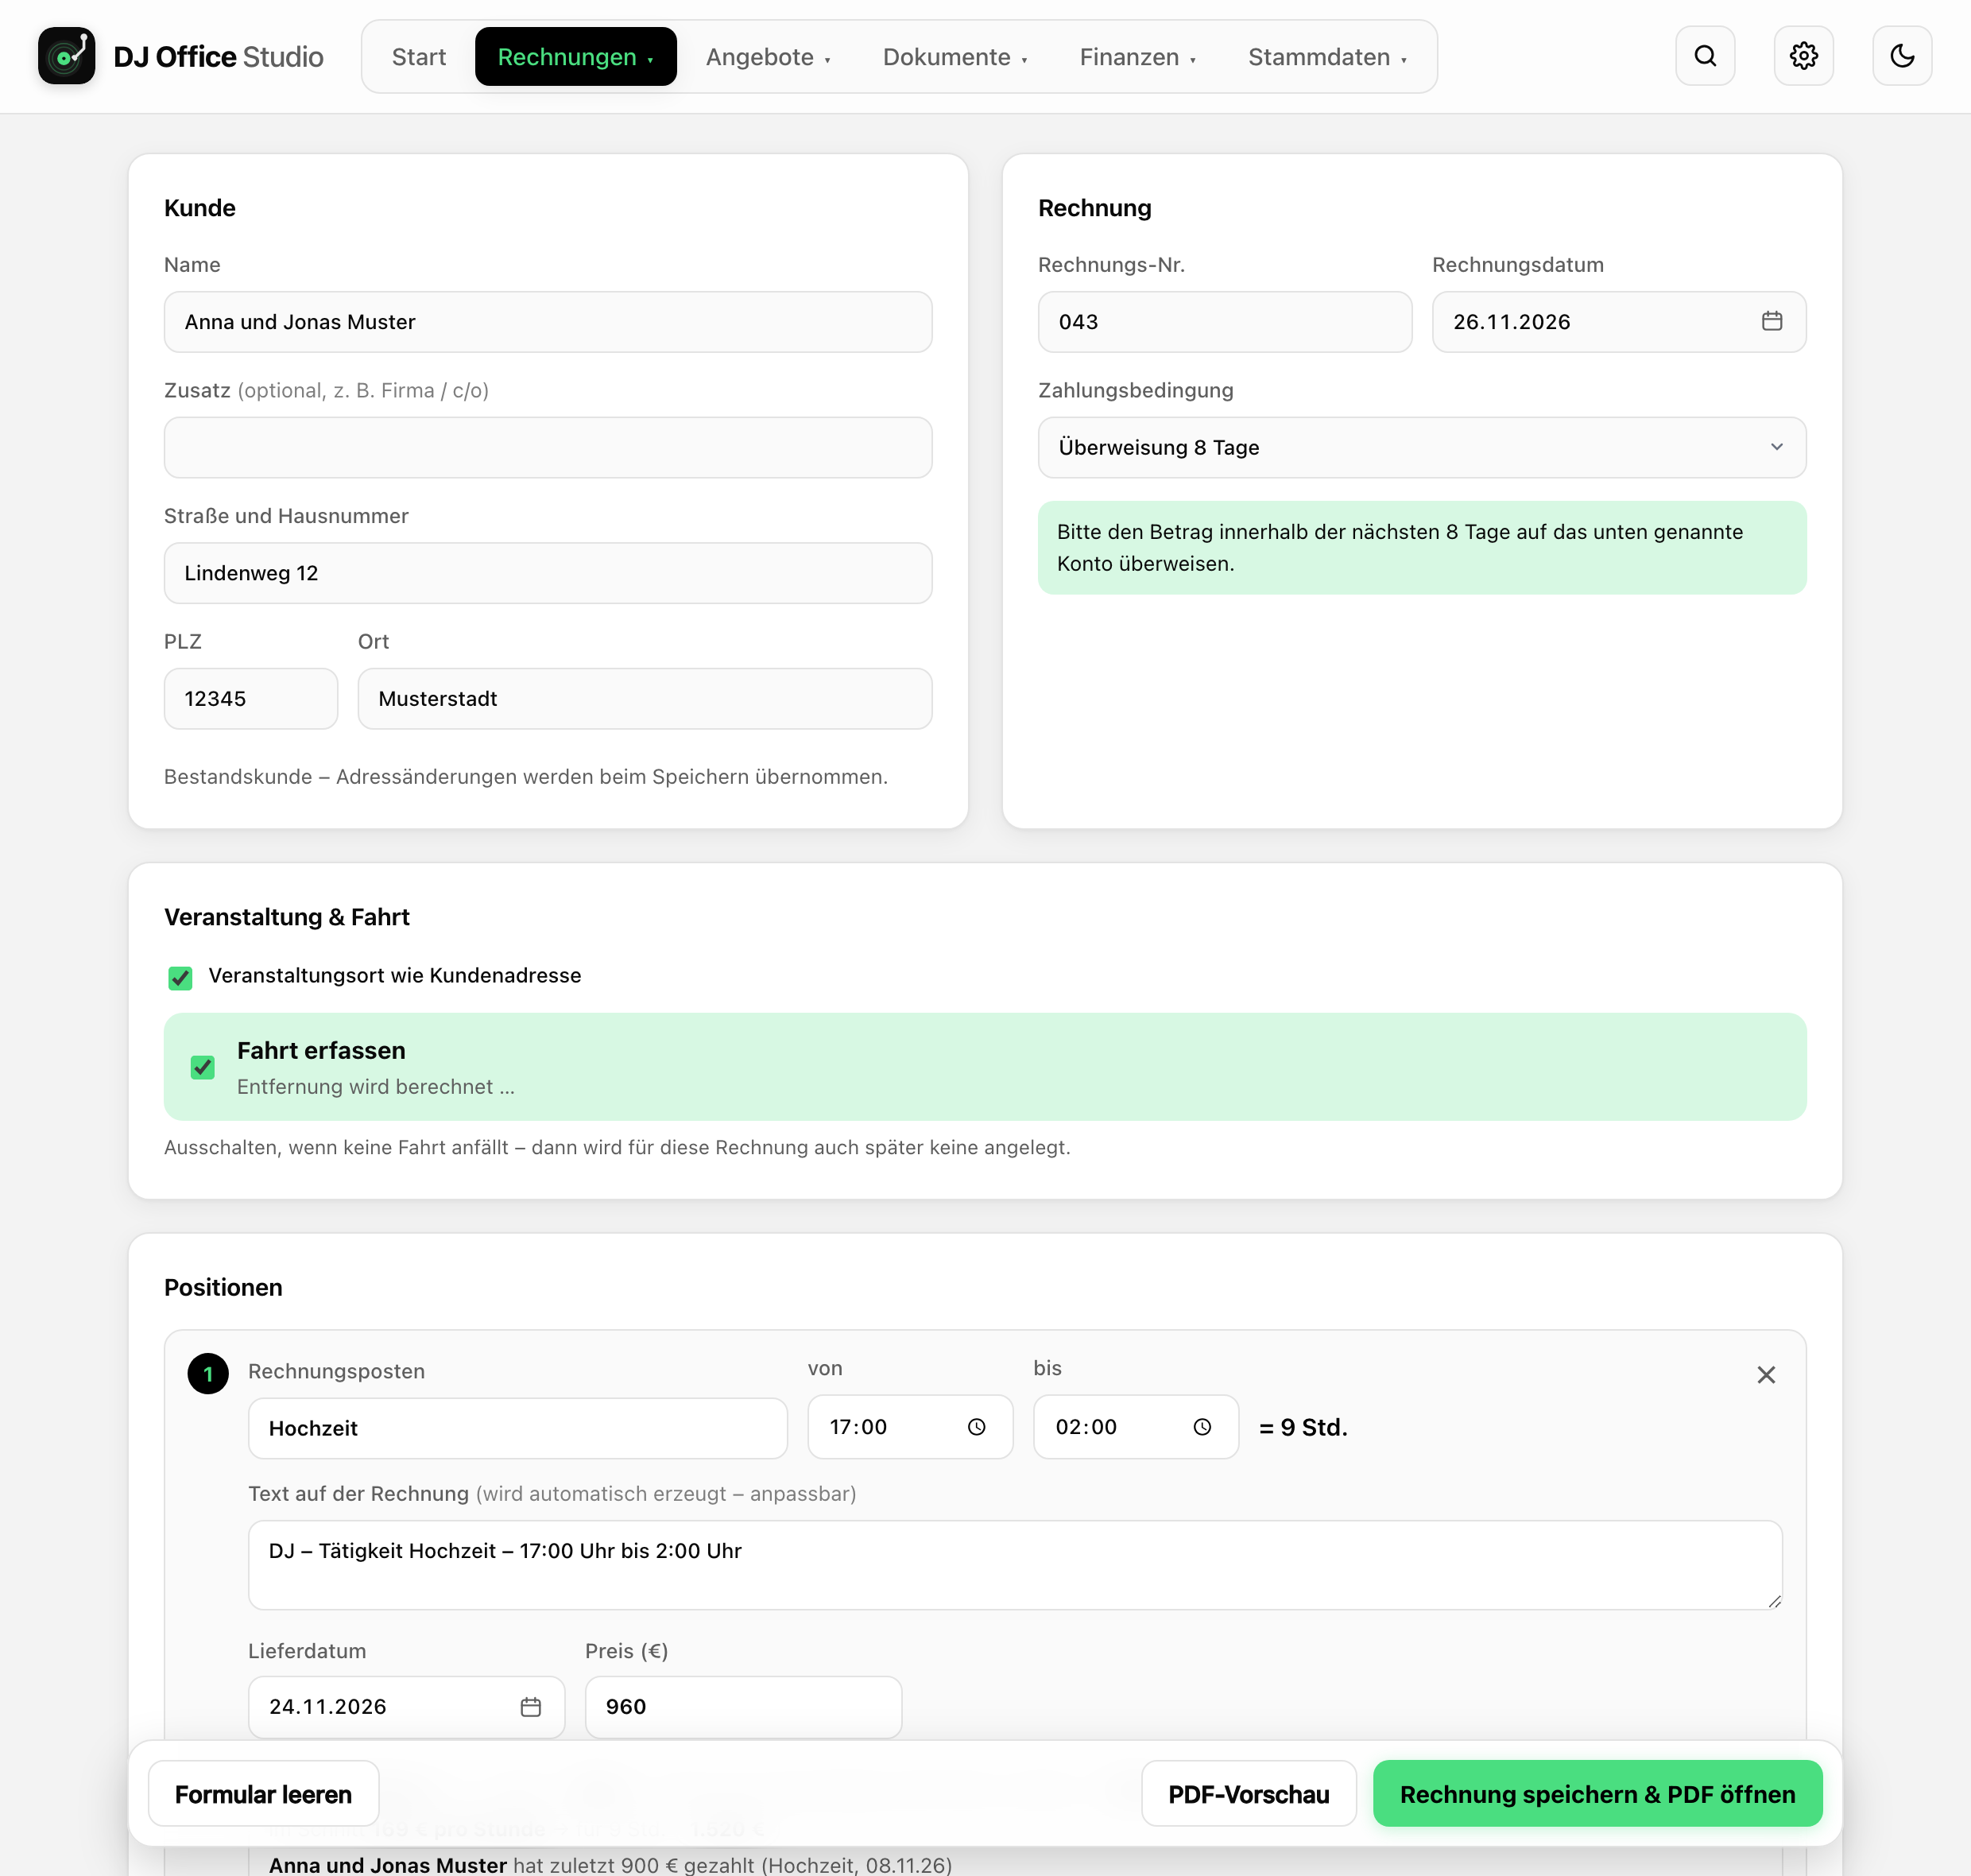 DJ Office Studio
Start
Rechnungen
Angebote
Dokumente
Finanzen
Stammdaten
Kunde
Name
Anna und Jonas Muster
Zusatz (optional, z. B. Firma / c/o)
Straße und Hausnummer
Lindenweg 12
PLZ
Ort
12345
Musterstadt
Bestandskunde – Adressänderungen werden beim Speichern übernommen.
Rechnung
Rechnungs-Nr.
Rechnungsdatum
043
26.11.2026
Zahlungsbedingung
Überweisung 8 Tage
Bitte den Betrag innerhalb der nächsten 8 Tage auf das unten genannte
Konto überweisen.
Veranstaltung & Fahrt
Veranstaltungsort wie Kundenadresse
Fahrt erfassen
Entfernung wird berechnet ...
Ausschalten, wenn keine Fahrt anfällt – dann wird für diese Rechnung auch später keine angelegt.
Positionen
1
Rechnungsposten
von
bis
Hochzeit
17:00
02:00
= 9 Std.
Text auf der Rechnung (wird automatisch erzeugt – anpassbar)
DJ – Tätigkeit Hochzeit – 17:00 Uhr bis 2:00 Uhr
Lieferdatum
Preis (€)
24.11.2026
960
Formular leeren
PDF-Vorschau
Rechnung speichern & PDF öffnen
Anna und Jonas Muster hat zuletzt 900 € gezahlt (Hochzeit, 08.11.26)